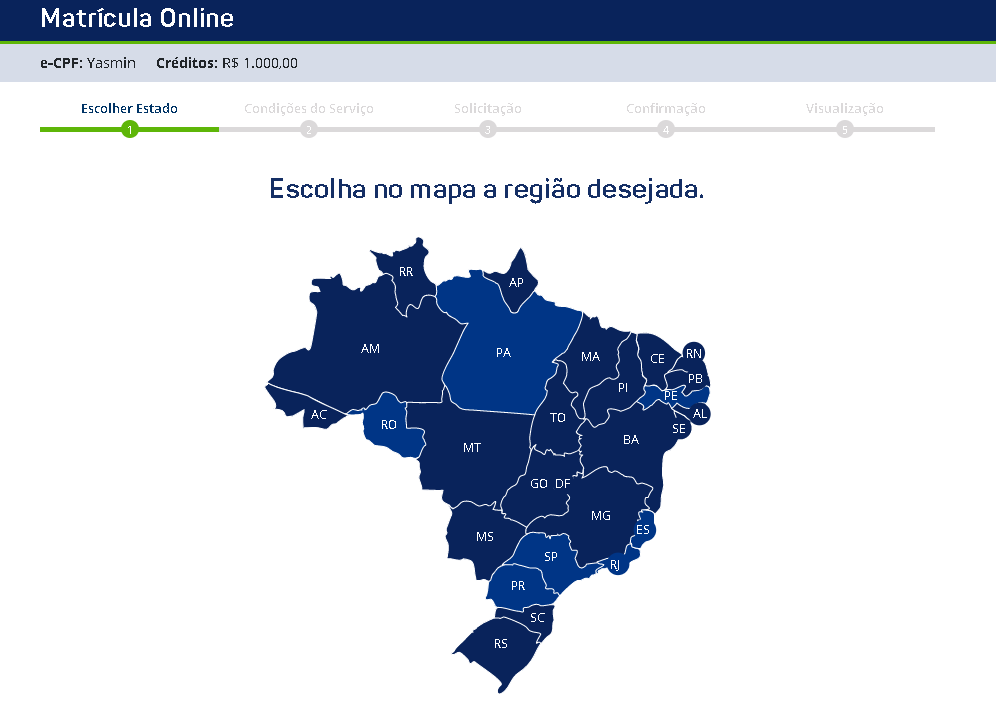 Matrícula Online
e-CPF: Yasmin Créditos: R$ 1.000,00
Escolher Estado Condições do Serviço Solicitação Confirmação Visualização
1 2 3 4 5
Escolha no mapa a região desejada.
RR
AP
AM
PA
MA
CE
RN
PI
PB
PE
AC
RO
TO
AL
MT
BA
SE
GO DF
MG
MS
ES
SP
RJ
PR
SC
RS